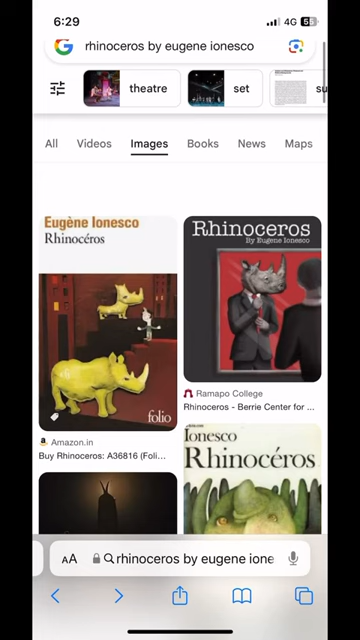 6:29
4G
55
rhinoceros by eugene ionesco
theatre
set
su
All
Videos
Images
Books
News
Maps
Eugène Ionesco
Rhinocéros
folio
Amazon.in
Buy Rhinoceros: A36816 (Foli...
Rhinoceros
By Eugene Ionesco
Ramapo College
Rhinoceros - Berrie Center for ...
Ionesco
Rhinocéros
AA
rhinoceros by eugene ione